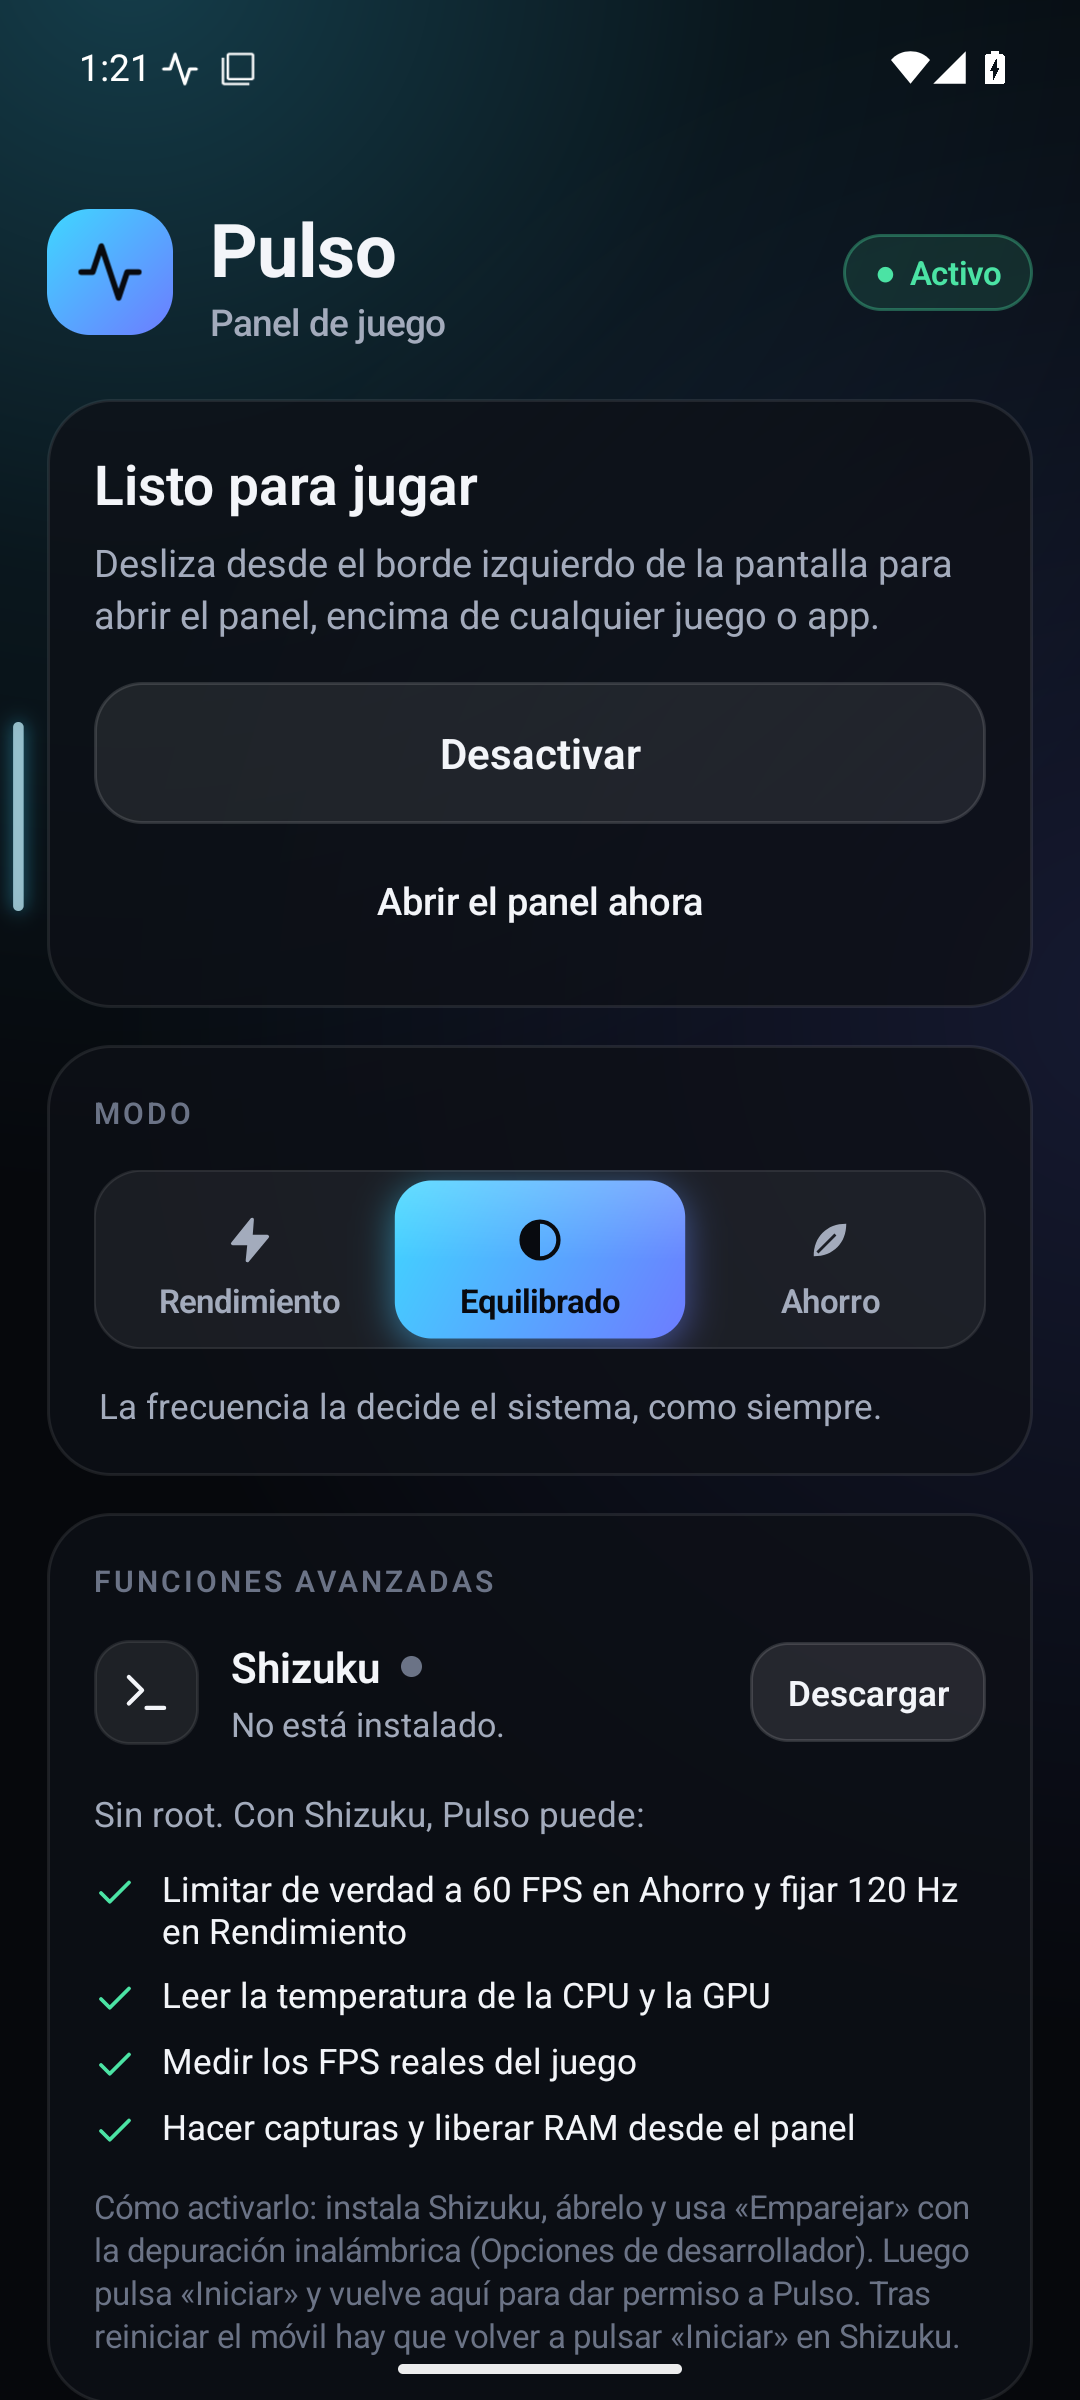 1:21
Pulso
Panel de juego
Activo
Listo para jugar
Desliza desde el borde izquierdo de la pantalla para
abrir el panel, encima de cualquier juego o app.
Desactivar
Abrir el panel ahora
MODO
Rendimiento
Equilibrado
Ahorro
La frecuencia la decide el sistema, como siempre.
FUNCIONES AVANZADAS
Shizuku
No está instalado.
Descargar
Sin root. Con Shizuku, Pulso puede:
Limitar de verdad a 60 FPS en Ahorro y fijar 120 Hz
en Rendimiento
Leer la temperatura de la CPU y la GPU
Medir los FPS reales del juego
Hacer capturas y liberar RAM desde el panel
Cómo activarlo: instala Shizuku, ábrelo y usa «Emparejar» con
la depuración inalámbrica (Opciones de desarrollador). Luego
pulsa «Iniciar» y vuelve aquí para dar permiso a Pulso. Tras
reiniciar el móvil hay que volver a pulsar «Iniciar» en Shizuku.